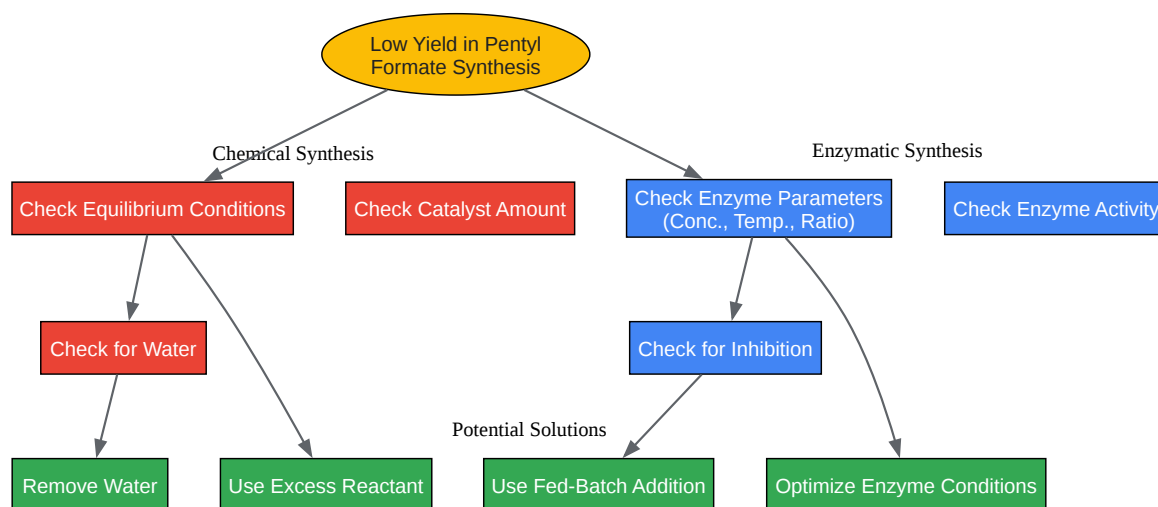 Low Yield in Pentyl
Formate Synthesis
Chemical Synthesis
Enzymatic Synthesis
Check Equilibrium Conditions
Check Catalyst Amount
Check Enzyme Parameters
(Conc., Temp., Ratio)
Check Enzyme Activity
Check for Water
Check for Inhibition
Potential Solutions
Remove Water
Use Excess Reactant
Use Fed-Batch Addition
Optimize Enzyme Conditions